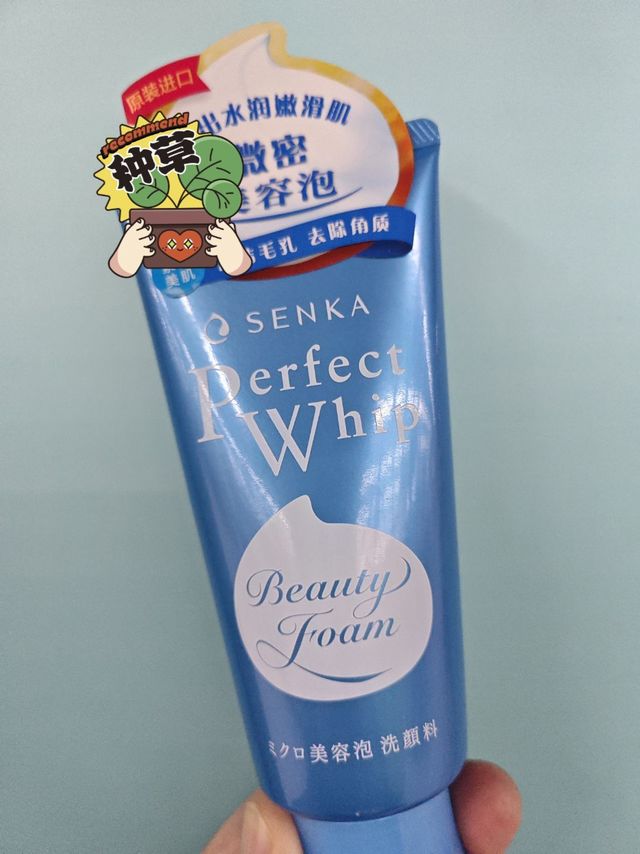 原装进口
出水润嫩滑肌
recommend
种草
微密
美容泡
毛孔 去除角质
美肌
SENKA
Perfect
Whip
Beauty
Foam
ミクロ美容泡 洗顔料